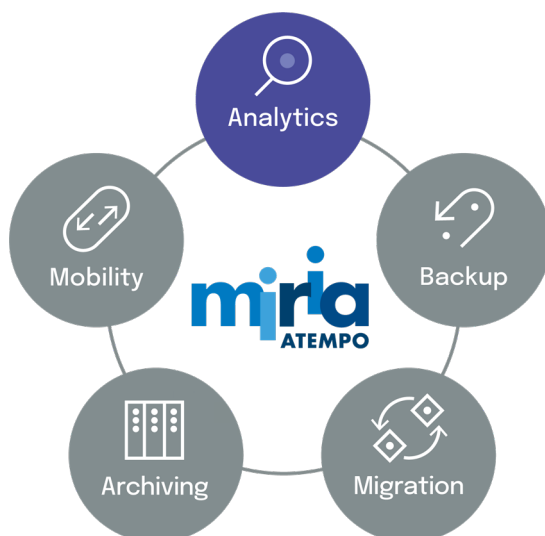 Analytics
Mobility
Backup
miria
ATEMPO
Archiving
Migration